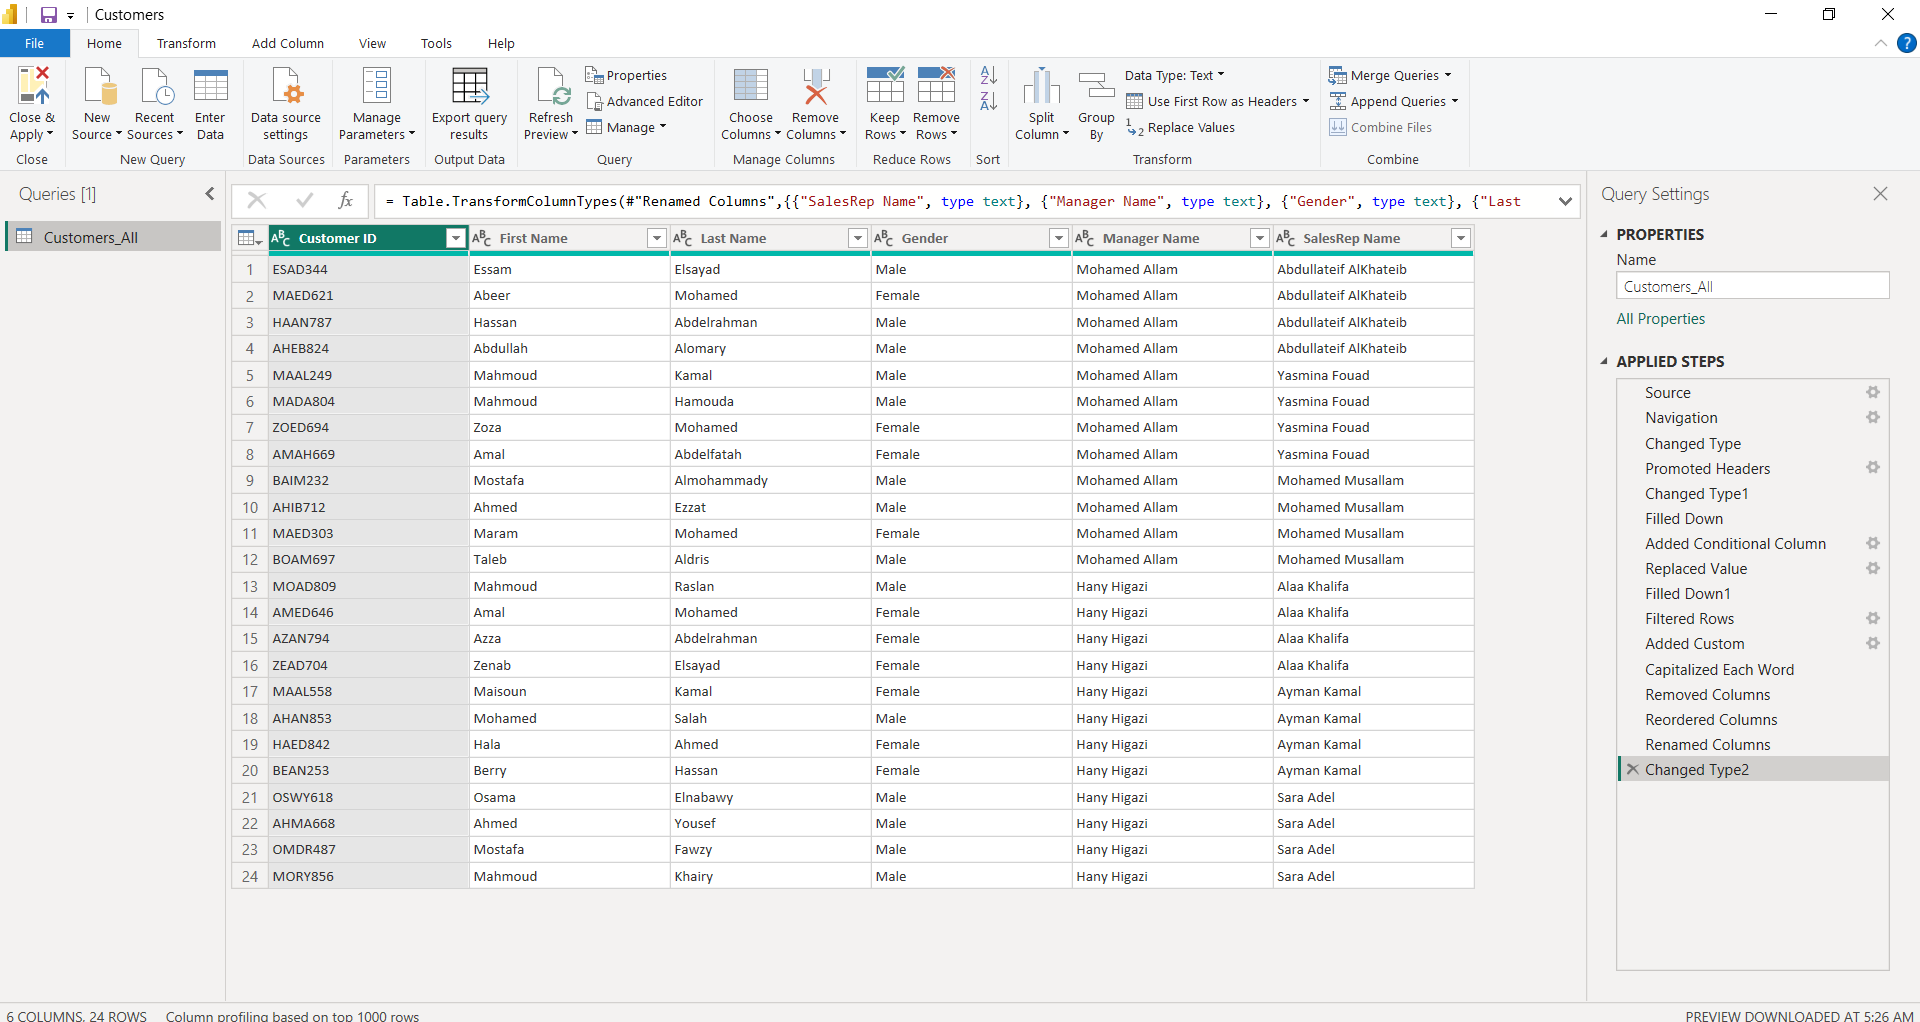 Customers
File Home Transform Add Column View Tools Help
Close & Apply
Close
New Source
Recent Sources
Enter Data
New Query
Data source settings
Data Sources
Manage Parameters
Parameters
Export query results
Output Data
Refresh Preview
Properties
Advanced Editor
Manage
Query
Choose Columns
Remove Columns
Manage Columns
Keep Rows
Remove Rows
Reduce Rows
Sort
Split Column
Group By
Data Type: Text
Use First Row as Headers
Replace Values
Transform
Merge Queries
Append Queries
Combine Files
Combine
Queries [1]
Customers_All
= Table.TransformColumnTypes(#"Renamed Columns",{{"SalesRep Name", type text}, {"Manager Name", type text}, {"Gender", type text}, {"Last
Customer ID First Name Last Name Gender Manager Name SalesRep Name
1 ESAD344 Essam Elsayad Male Mohamed Allam Abdullateif AlKhateib
2 MAED621 Abeer Mohamed Female Mohamed Allam Abdullateif AlKhateib
3 HAAN787 Hassan Abdelrahman Male Mohamed Allam Abdullateif AlKhateib
4 AHEB824 Abdullah Alomary Male Mohamed Allam Abdullateif AlKhateib
5 MAAL249 Mahmoud Kamal Male Mohamed Allam Yasmina Fouad
6 MADA804 Mahmoud Hamouda Male Mohamed Allam Yasmina Fouad
7 ZOED694 Zoza Mohamed Female Mohamed Allam Yasmina Fouad
8 AMAH669 Amal Abdelfatah Female Mohamed Allam Yasmina Fouad
9 BAIM232 Mostafa Almohammady Male Mohamed Allam Mohamed Musallam
10 AHIB712 Ahmed Ezzat Male Mohamed Allam Mohamed Musallam
11 MAED303 Maram Mohamed Female Mohamed Allam Mohamed Musallam
12 BOAM697 Taleb Aldris Male Mohamed Allam Mohamed Musallam
13 MOAD809 Mahmoud Raslan Male Hany Higazi Alaa Khalifa
14 AMED646 Amal Mohamed Female Hany Higazi Alaa Khalifa
15 AZAN794 Azza Abdelrahman Female Hany Higazi Alaa Khalifa
16 ZEAD704 Zenab Elsayad Female Hany Higazi Alaa Khalifa
17 MAAL558 Maisoun Kamal Female Hany Higazi Ayman Kamal
18 AHAN853 Mohamed Salah Male Hany Higazi Ayman Kamal
19 HAED842 Hala Ahmed Female Hany Higazi Ayman Kamal
20 BEAN253 Berry Hassan Female Hany Higazi Ayman Kamal
21 OSWY618 Osama Elnabawy Male Hany Higazi Sara Adel
22 AHMA668 Ahmed Yousef Male Hany Higazi Sara Adel
23 OMDR487 Mostafa Fawzy Male Hany Higazi Sara Adel
24 MORY856 Mahmoud Khairy Male Hany Higazi Sara Adel
Query Settings
PROPERTIES
Name
Customers_All
All Properties
APPLIED STEPS
Source
Navigation
Changed Type
Promoted Headers
Changed Type1
Filled Down
Added Conditional Column
Replaced Value
Filled Down1
Filtered Rows
Added Custom
Capitalized Each Word
Removed Columns
Reordered Columns
Renamed Columns
Changed Type2
6 COLUMNS, 24 ROWS Column profiling based on top 1000 rows
PREVIEW DOWNLOADED AT 5:26 AM